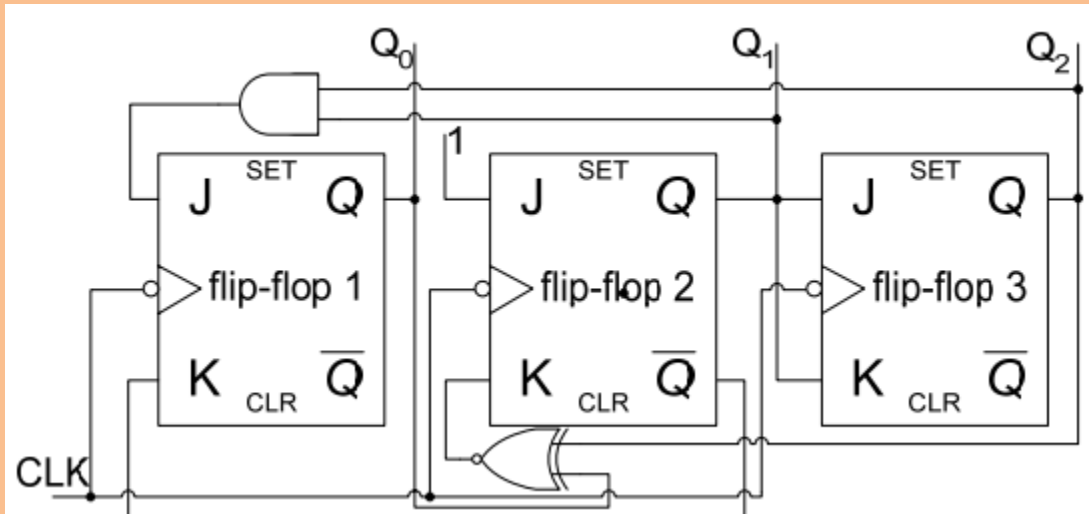 Q0 Q1 Q2
1
SET SET SET
J Q J Q J Q
flip-flop 1 flip-flop 2 flip-flop 3
K Q̅ K Q̅ K Q̅
CLR CLR CLR
CLK